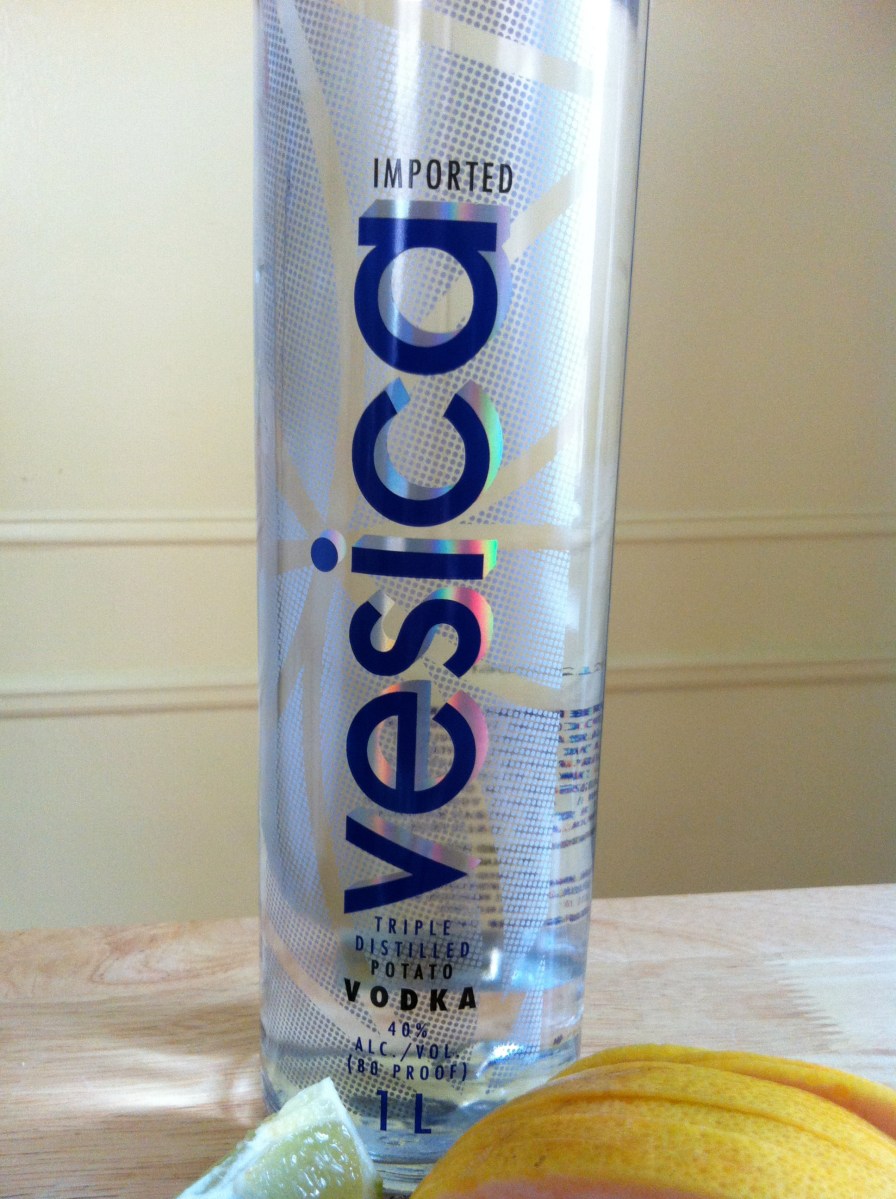 IMPORTED
vesica
TRIPLE
DISTILLED
POTATO
VODKA
40%
ALC./VOL.
(80 PROOF)
1L